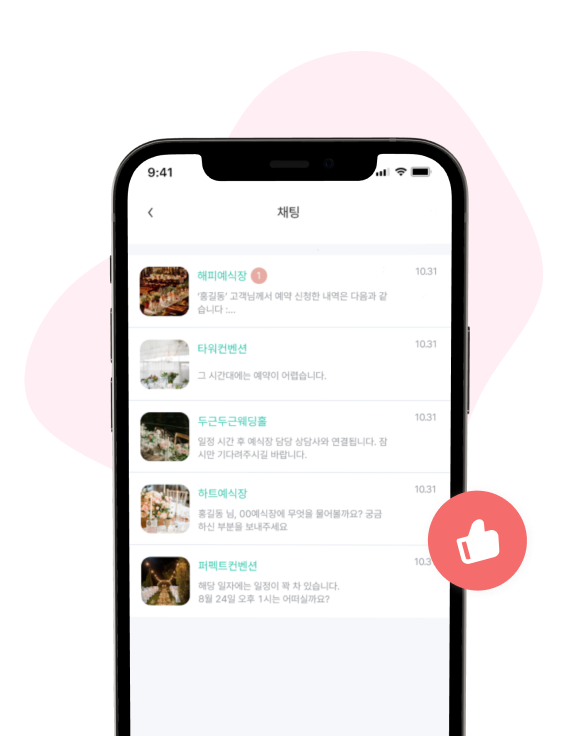 9:41
채팅
해피예식장 1
10.31
'홍길동' 고객님께서 예약 신청한 내역은 다음과 같
습니다 :...
타워컨벤션
10.31
그 시간대에는 예약이 어렵습니다.
두근두근웨딩홀
10.31
일정 시간 후 예식장 담당 상담사와 연결됩니다. 잠
시만 기다려주시길 바랍니다.
하트예식장
10.31
홍길동 님, 00예식장에 무엇을 물어볼까요? 궁금
하신 부분을 보내주세요
퍼펙트컨벤션
10.3
해당 일자에는 일정이 꽉 차 있습니다.
8월 24일 오후 1시는 어떠실까요?